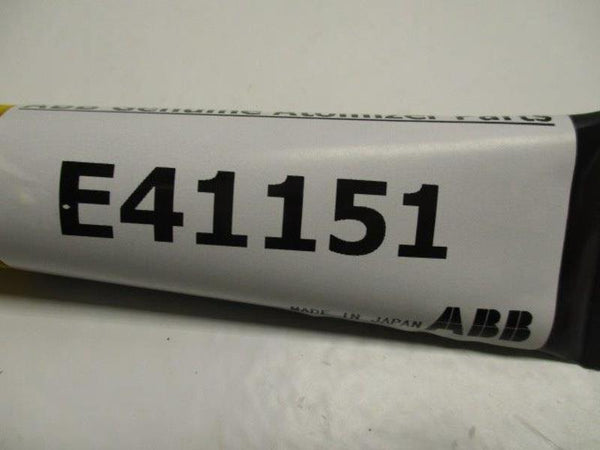 ABB Genuine Atomizer Parts
E41151
MADE IN JAPAN ABB